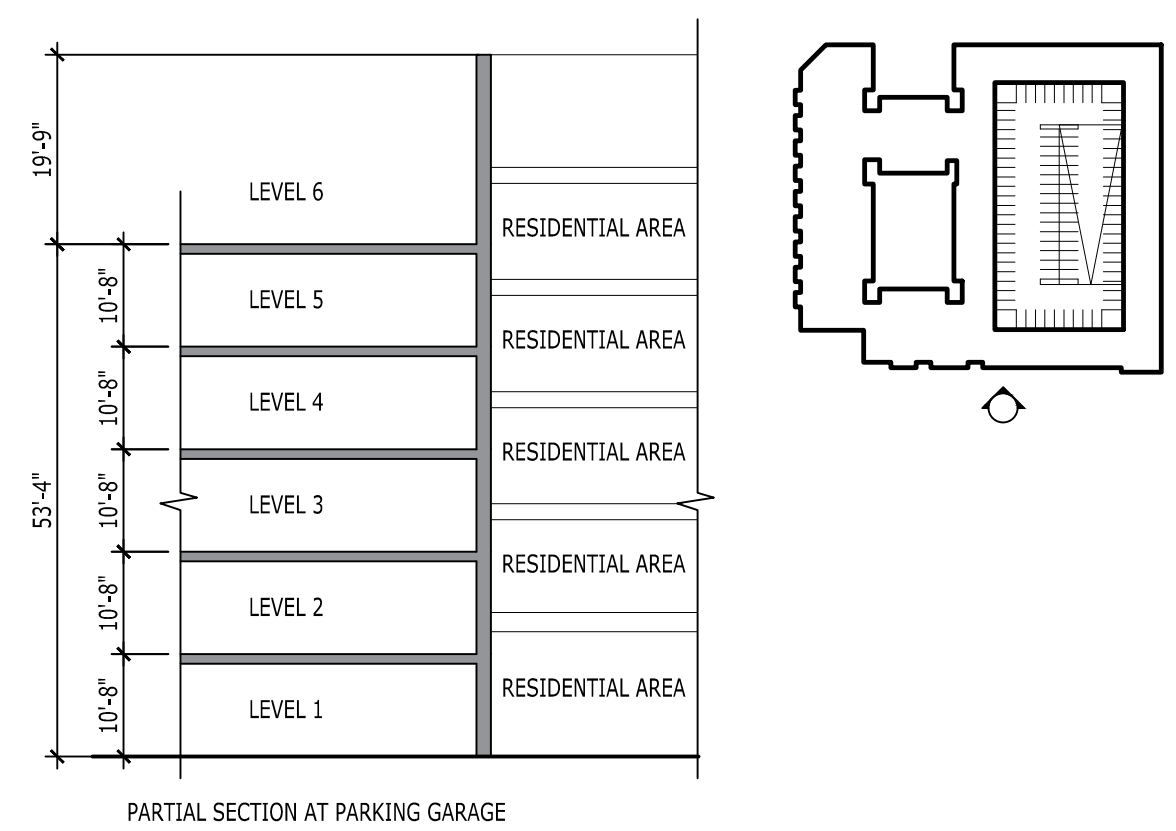 19'-9"
LEVEL 6
RESIDENTIAL AREA
10'-8"
LEVEL 5
RESIDENTIAL AREA
10'-8"
LEVEL 4
RESIDENTIAL AREA
53'-4"
10'-8"
LEVEL 3
RESIDENTIAL AREA
10'-8"
LEVEL 2
RESIDENTIAL AREA
10'-8"
LEVEL 1
PARTIAL SECTION AT PARKING GARAGE